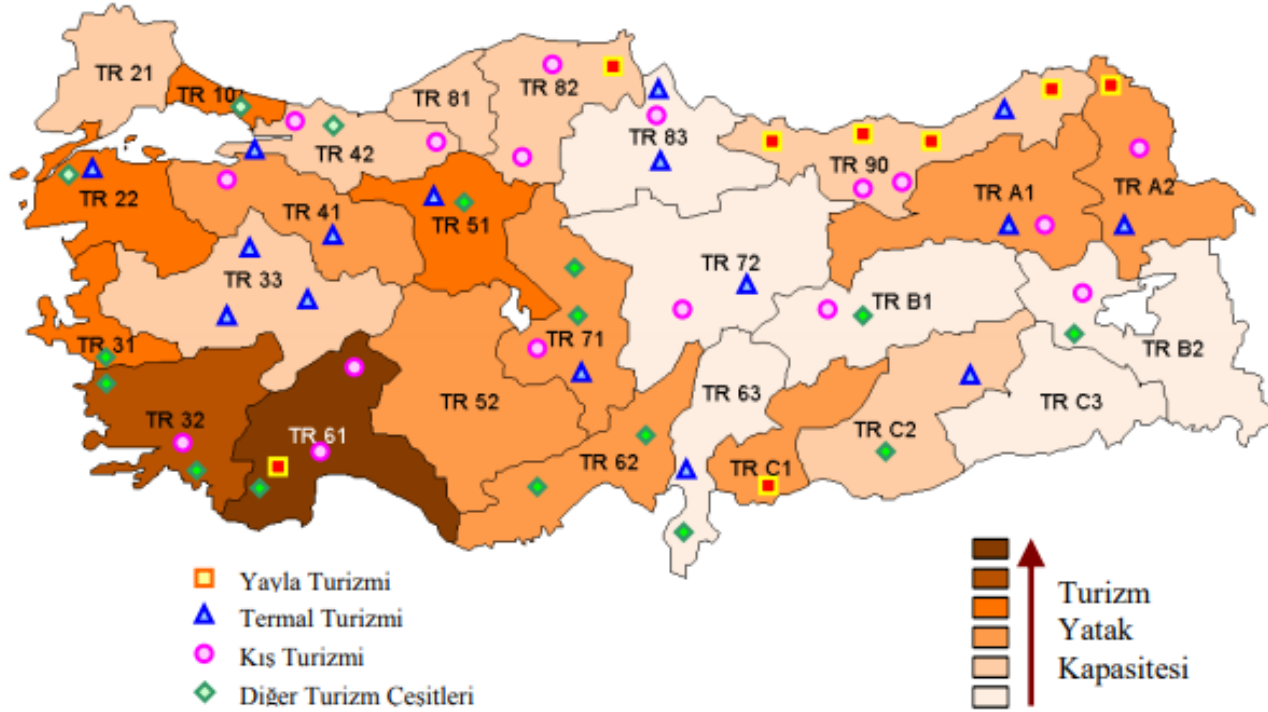 TR 21
TR 10
TR 81
TR 82
TR 83
TR 42
TR 90
TR 22
TR 41
TR 51
TR A1
TR A2
TR 33
TR 72
TR B1
TR 31
TR 71
TR B2
TR 32
TR 61
TR 52
TR 63
TR C3
TR 62
TR C1
TR C2
Yayla Turizmi
Termal Turizmi
Kış Turizmi
Diğer Turizm Çeşitleri
Turizm
Yatak
Kapasitesi